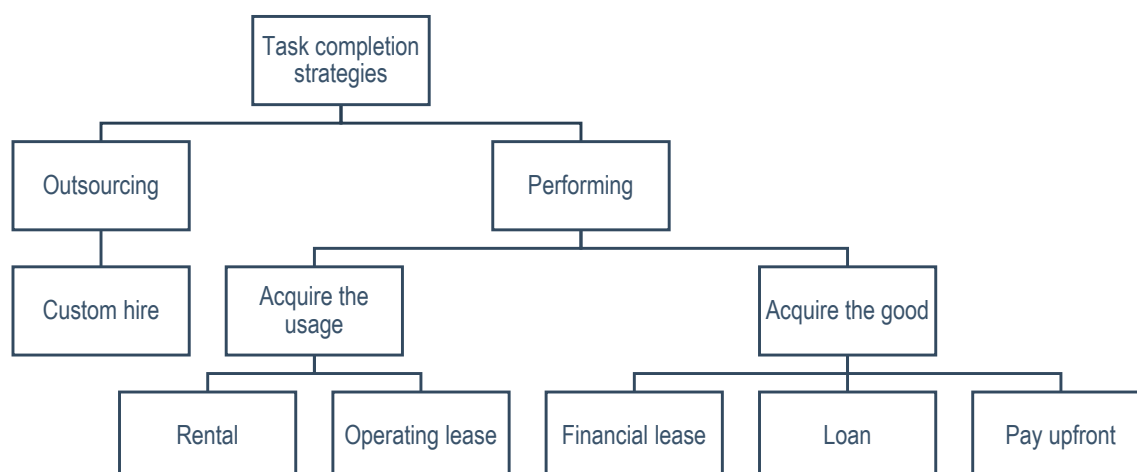 Task completion
strategies
Outsourcing
Performing
Custom hire
Acquire the
usage
Acquire the good
Rental
Operating lease
Financial lease
Loan
Pay upfront